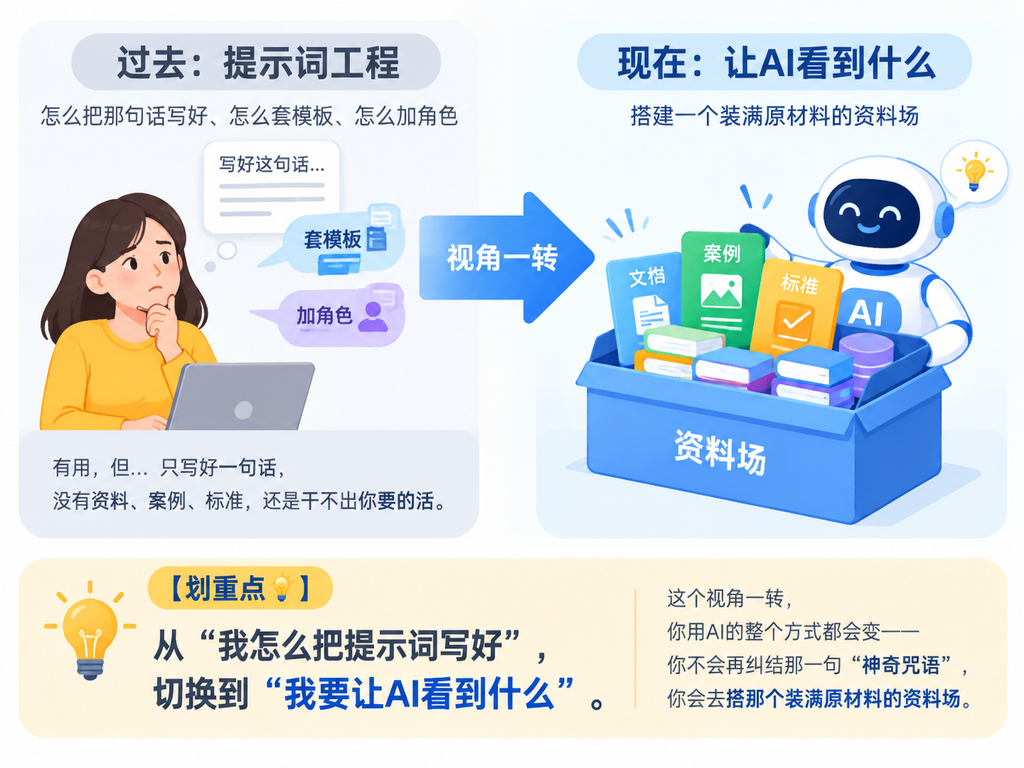 过去：提示词工程
怎么把那句话写好、怎么套模板、怎么加角色
写好这句话...
套模板
加角色
有用，但... 只写好一句话，
没有资料、案例、标准，还是干不出你要的活。
视角一转
现在：让AI看到什么
搭建一个装满原材料的资料场
文档
案例
标准
AI
资料场
【划重点💡】
从“我怎么把提示词写好”，
切换到“我要让AI看到什么”。
这个视角一转，
你用AI的整个方式都会变——
你不会再纠结那一句“神奇咒语”，
你会去搭那个装满原材料的资料场。